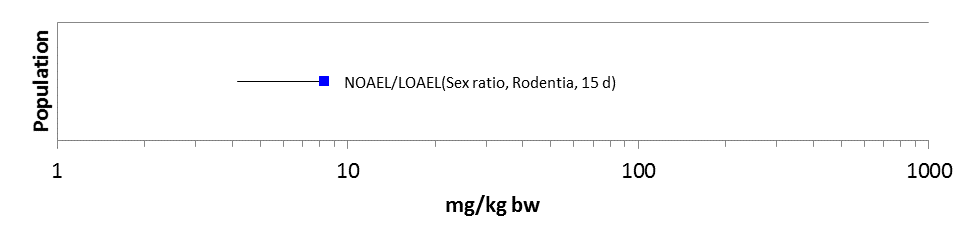 Population
NOAEL/LOAEL(Sex ratio, Rodentia, 15 d)
1 10 100 1000
mg/kg bw